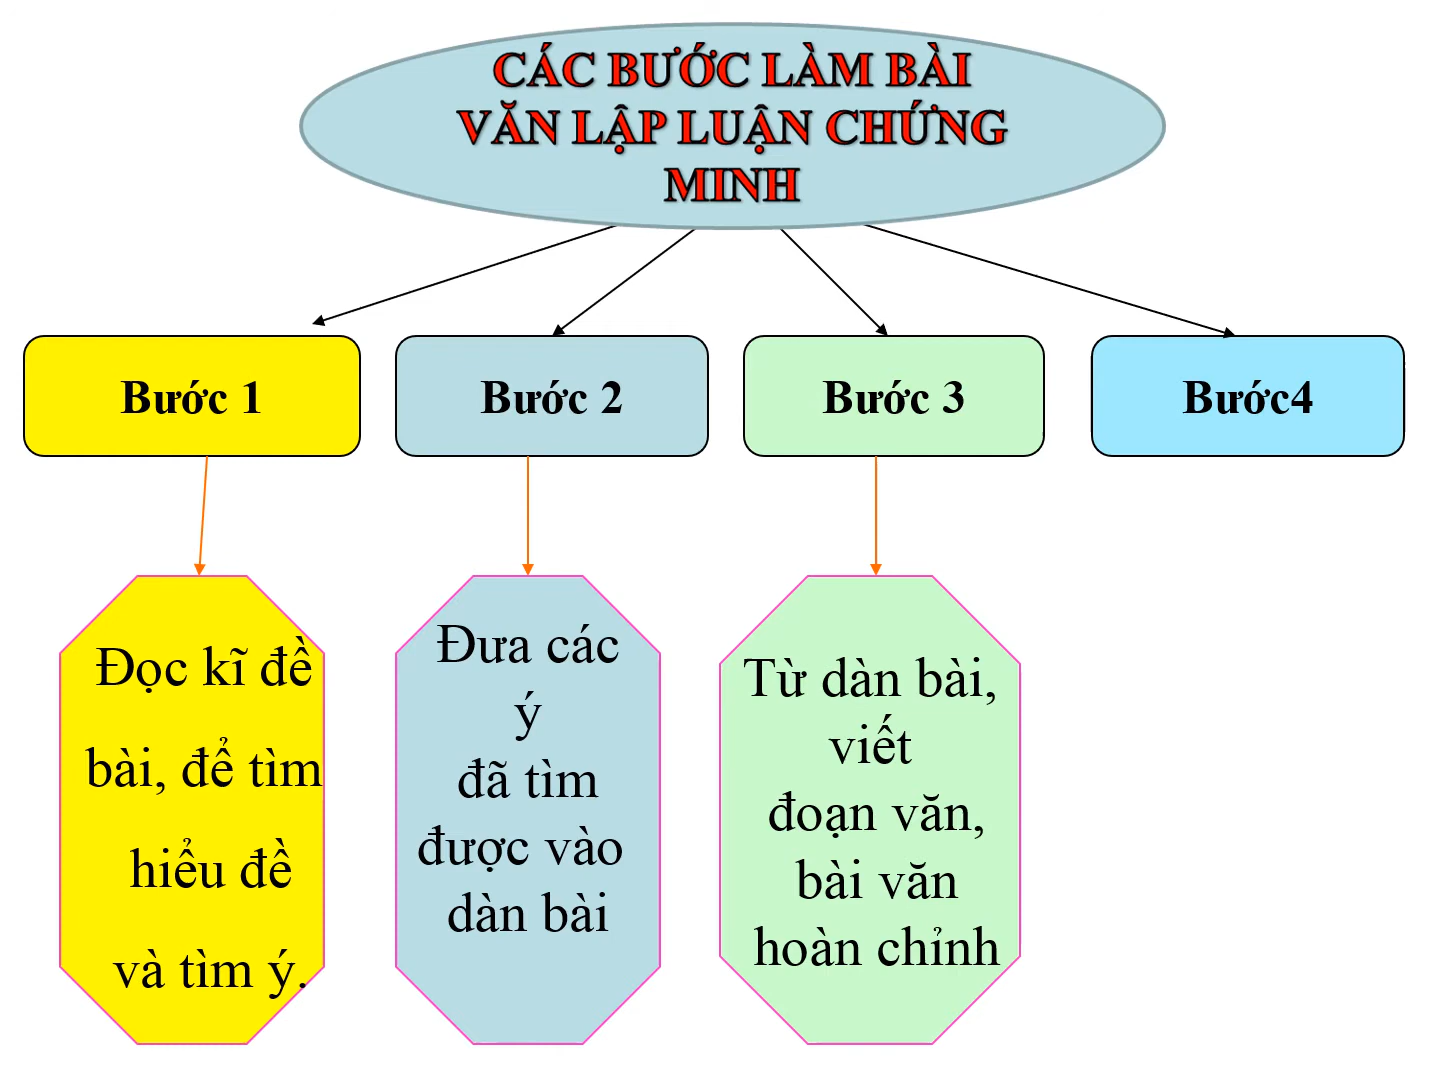 CÁC BƯỚC LÀM BÀI
VĂN LẬP LUẬN CHỨNG
MINH
Bước 1
Bước 2
Bước 3
Bước4
Đọc kĩ đề
bài, để tìm
hiểu đề
và tìm ý.
Đưa các
ý
đã tìm
được vào
dàn bài
Từ dàn bài,
viết
đoạn văn,
bài văn
hoàn chỉnh